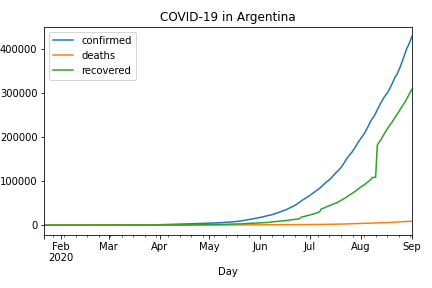 COVID-19 in Argentina
confirmed
deaths
recovered
400000
300000
200000
100000
0
Feb Mar Apr May Jun Jul Aug Sep
2020
Day